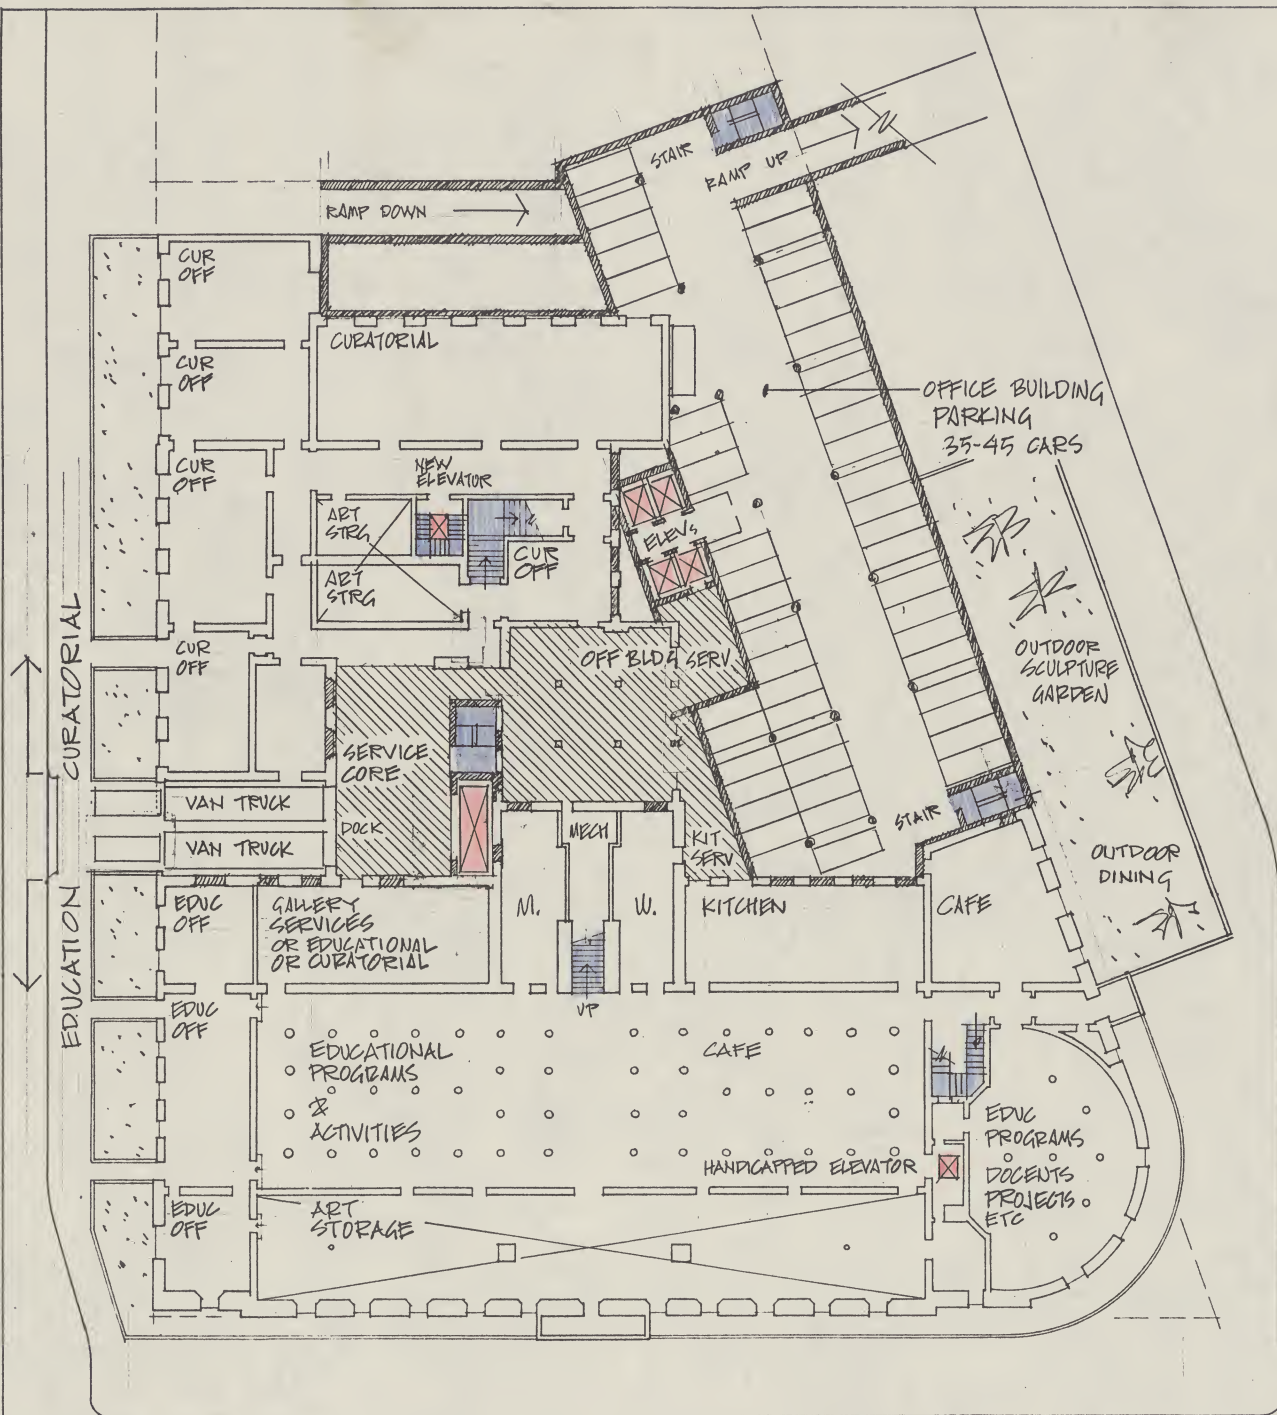 STAIR
RAMP UP
RAMP DOWN
CUR
OFF
CURATORIAL
CUR
OFF
OFFICE BUILDING
PARKING
35-45 CARS
CUR
OFF
NEW
ELEVATOR
ART
STRG
ELEVS
CUR
OFF
ART
STRG
CURATORIAL
CUR
OFF
OFF BLDG SERV
OUTDOOR
SCULPTURE
GARDEN
SERVICE
CORE
VAN TRUCK
DOCK
MECH
STAIR
KIT
SERV
VAN TRUCK
OUTDOOR
DINING
EDUCATION
EDUC
OFF
GALLERY
SERVICES
OR EDUCATIONAL
OR CURATORIAL
M.
W.
KITCHEN
CAFE
UP
EDUC
OFF
EDUCATIONAL
PROGRAMS
&
ACTIVITIES
CAFE
EDUC
PROGRAMS
DOCENTS
PROJECTS
ETC
HANDICAPPED ELEVATOR
EDUC
OFF
ART
STORAGE